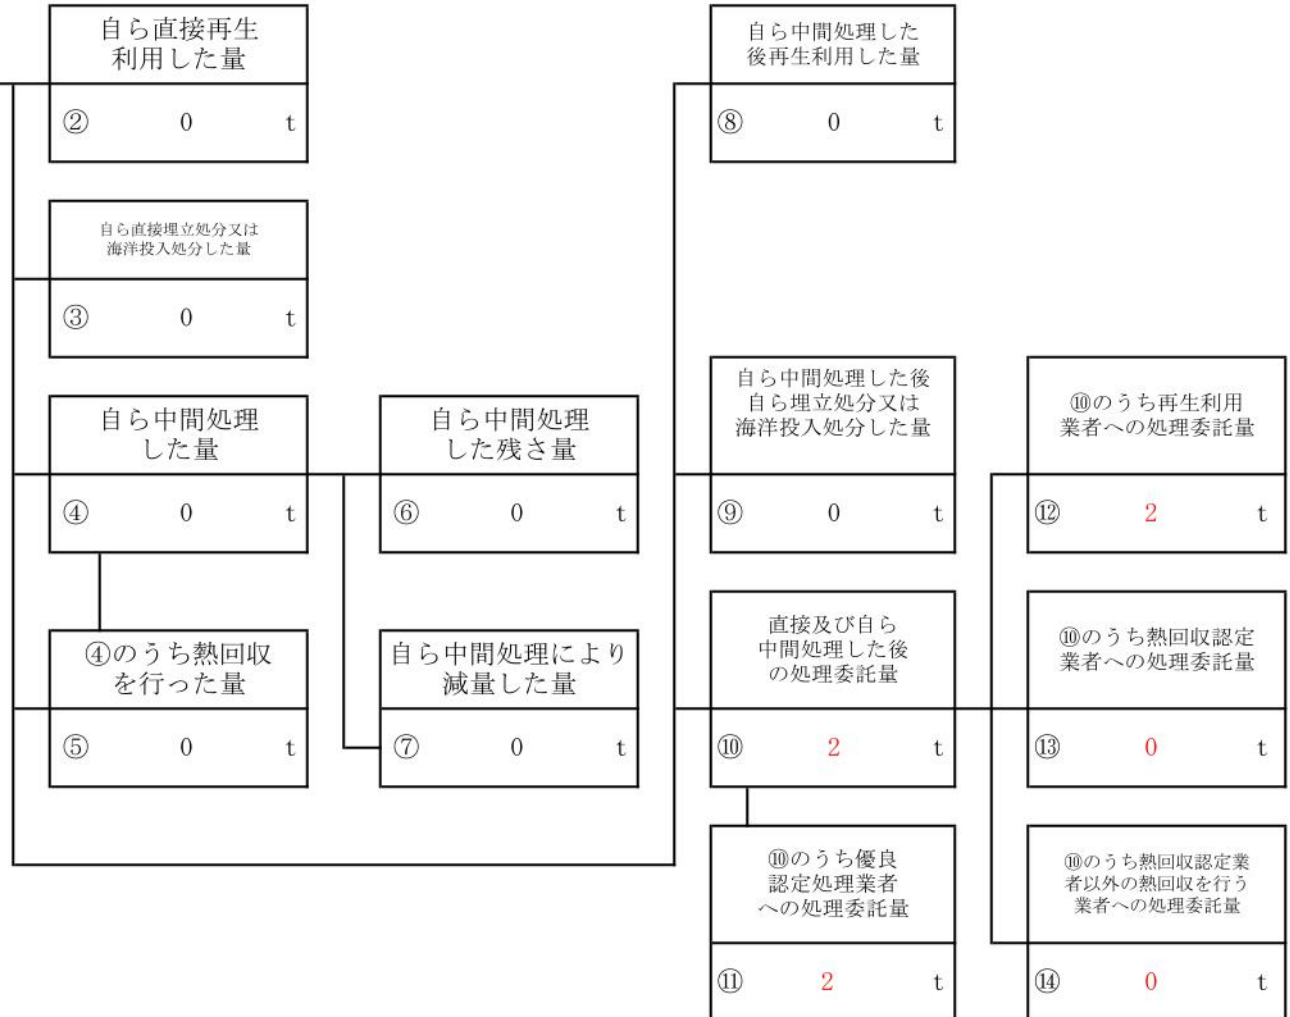 自ら直接再生
利用した量
② 0 t
自ら中間処理した
後再生利用した量
⑧ 0 t
自ら直接埋立処分又は
海洋投入処分した量
③ 0 t
自ら中間処理
した量
④ 0 t
自ら中間処理
した残さ量
⑥ 0 t
自ら中間処理した後
自ら埋立処分又は
海洋投入処分した量
⑨ 0 t
⑩のうち再生利用
業者への処理委託量
⑫ 2 t
④のうち熱回収
を行った量
⑤ 0 t
自ら中間処理により
減量した量
⑦ 0 t
直接及び自ら
中間処理した後
の処理委託量
⑩ 2 t
⑩のうち熱回収認定
業者への処理委託量
⑬ 0 t
⑩のうち優良
認定処理業者
への処理委託量
⑪ 2 t
⑩のうち熱回収認定業
者以外の熱回収を行う
業者への処理委託量
⑭ 0 t